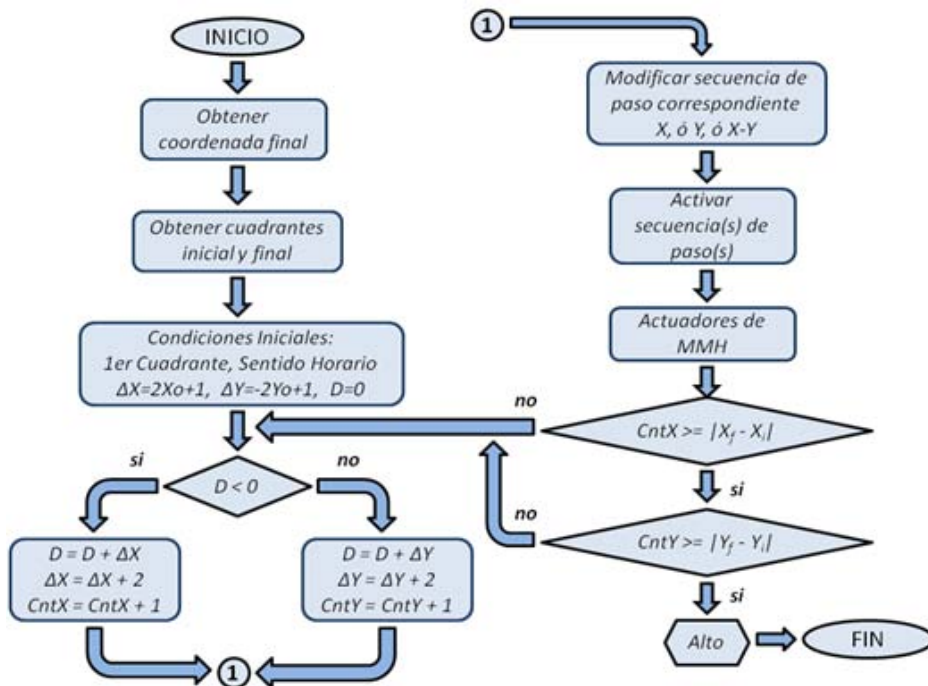 INICIO
Obtener
coordenada final
Obtener cuadrantes
inicial y final
Condiciones Iniciales:
1er Cuadrante, Sentido Horario
ΔX=2Xo+1, ΔY=-2Yo+1, D=0
si
no
D < 0
D = D + ΔX
ΔX = ΔX + 2
CntX = CntX + 1
D = D + ΔY
ΔY = ΔY + 2
CntY = CntY + 1
1
1
Modificar secuencia de
paso correspondiente
X, ó Y, ó X-Y
Activar
secuencia(s) de
paso(s)
Actuadores de
MMH
no
CntX >= |Xf - Xi|
si
no
CntY >= |Yf - Yi|
si
Alto
FIN